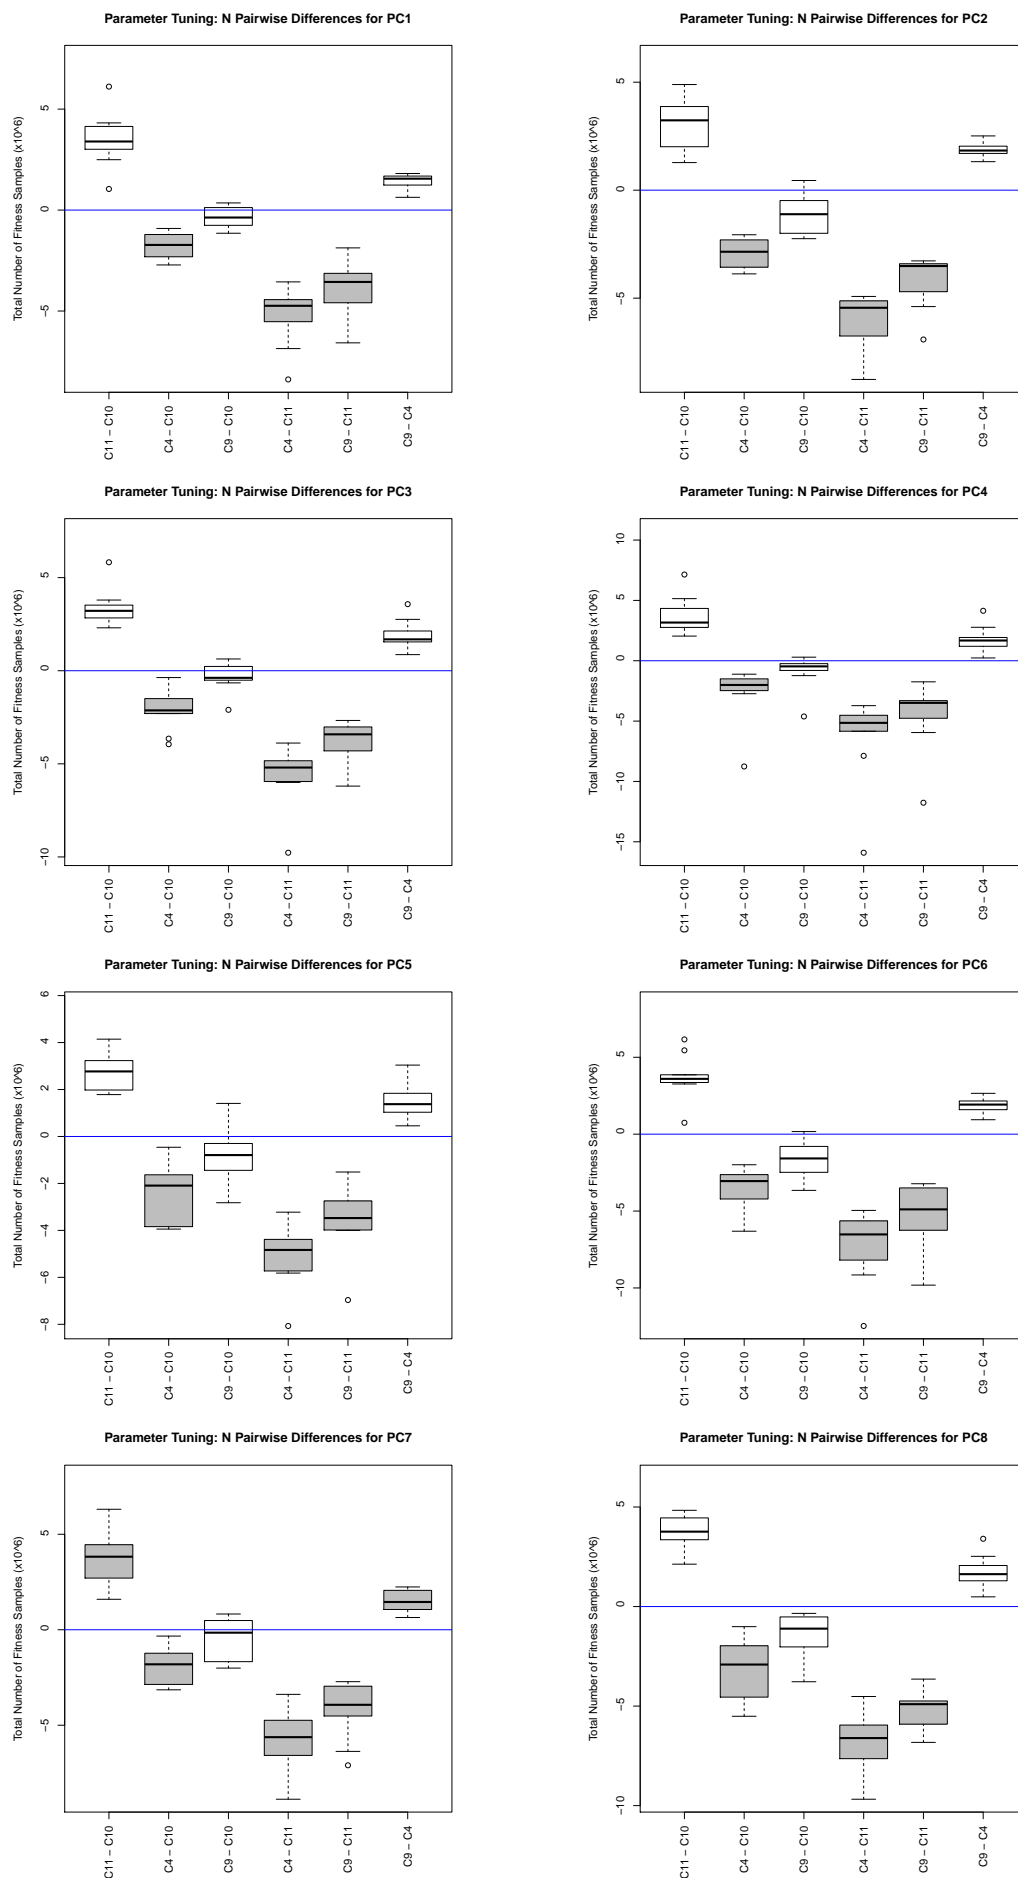 Parameter Tuning: N Pairwise Differences for PC1
Total Number of Fitness Samples (x10^6)
5
0
−5
C11 − C10
C4 − C10
C9 − C10
C4 − C11
C9 − C11
C9 − C4
Parameter Tuning: N Pairwise Differences for PC2
Total Number of Fitness Samples (x10^6)
5
0
−5
C11 − C10
C4 − C10
C9 − C10
C4 − C11
C9 − C11
C9 − C4
Parameter Tuning: N Pairwise Differences for PC3
Total Number of Fitness Samples (x10^6)
5
0
−5
−10
C11 − C10
C4 − C10
C9 − C10
C4 − C11
C9 − C11
C9 − C4
Parameter Tuning: N Pairwise Differences for PC4
Total Number of Fitness Samples (x10^6)
10
5
0
−5
−10
−15
C11 − C10
C4 − C10
C9 − C10
C4 − C11
C9 − C11
C9 − C4
Parameter Tuning: N Pairwise Differences for PC5
Total Number of Fitness Samples (x10^6)
6
4
2
0
−2
−4
−6
−8
C11 − C10
C4 − C10
C9 − C10
C4 − C11
C9 − C11
C9 − C4
Parameter Tuning: N Pairwise Differences for PC6
Total Number of Fitness Samples (x10^6)
5
0
−5
−10
C11 − C10
C4 − C10
C9 − C10
C4 − C11
C9 − C11
C9 − C4
Parameter Tuning: N Pairwise Differences for PC7
Total Number of Fitness Samples (x10^6)
5
0
−5
C11 − C10
C4 − C10
C9 − C10
C4 − C11
C9 − C11
C9 − C4
Parameter Tuning: N Pairwise Differences for PC8
Total Number of Fitness Samples (x10^6)
5
0
−5
−10
C11 − C10
C4 − C10
C9 − C10
C4 − C11
C9 − C11
C9 − C4